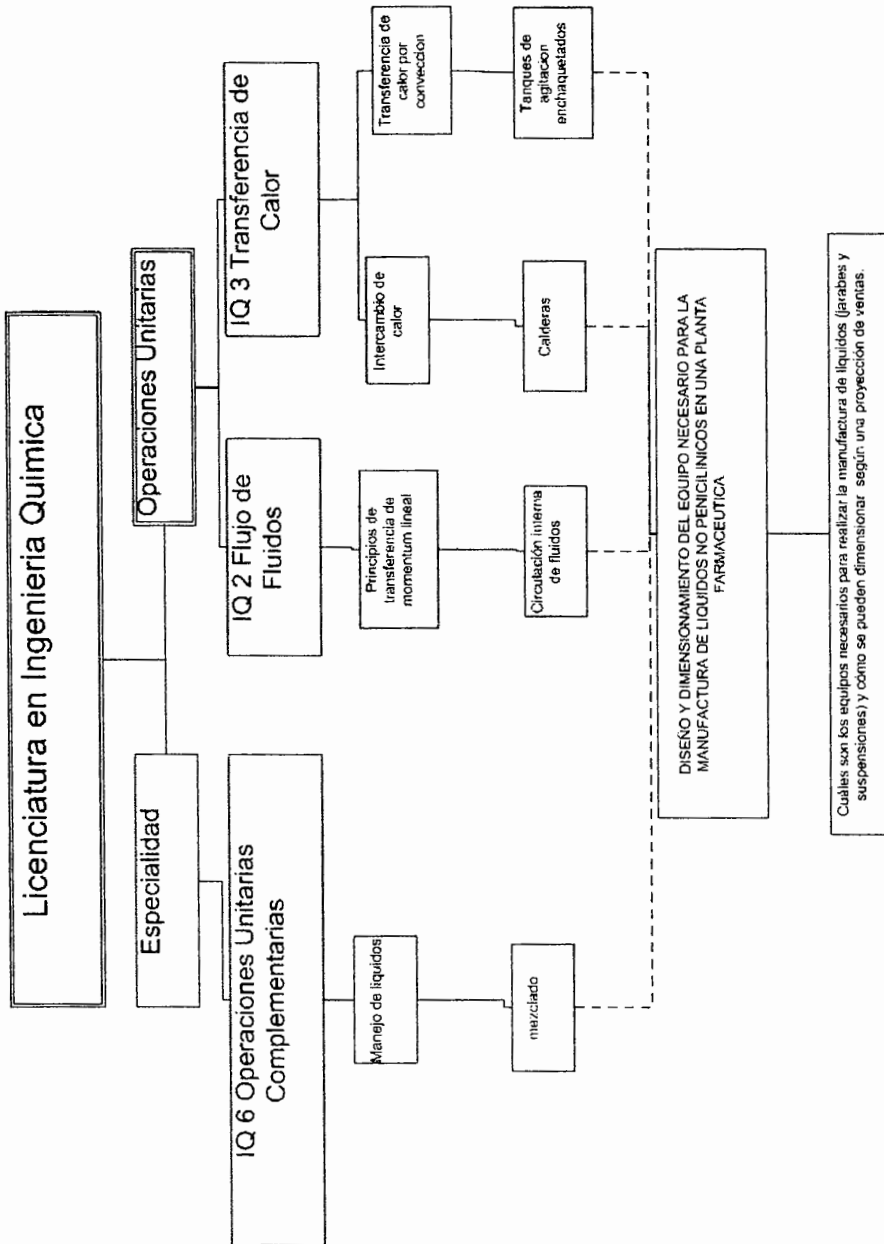 Licenciatura en Ingenieria Quimica
Especialidad
Operaciones Unitarias
IQ 6 Operaciones Unitarias
Complementarias
IQ 2 Flujo de
Fluidos
IQ 3 Transferencia de
Calor
Manejo de liquidos
Principios de
transferencia de
momentum lineal
Intercambio de
calor
Transferencia de
calor por
conveccion
mezclado
Circulación interna
de fluidos
Calderas
Tanques de
agitacion
enchaquetados
DISEÑO Y DIMENSIONAMIENTO DEL EQUIPO NECESARIO PARA LA
MANUFACTURA DE LIQUIDOS NO PENICILINICOS EN UNA PLANTA
FARMACEUTICA
Cuáles son los equipos necesarios para realizar la manufactura de líquidos (jarabes y
suspensiones) y cómo se pueden dimensionar según una proyección de ventas.